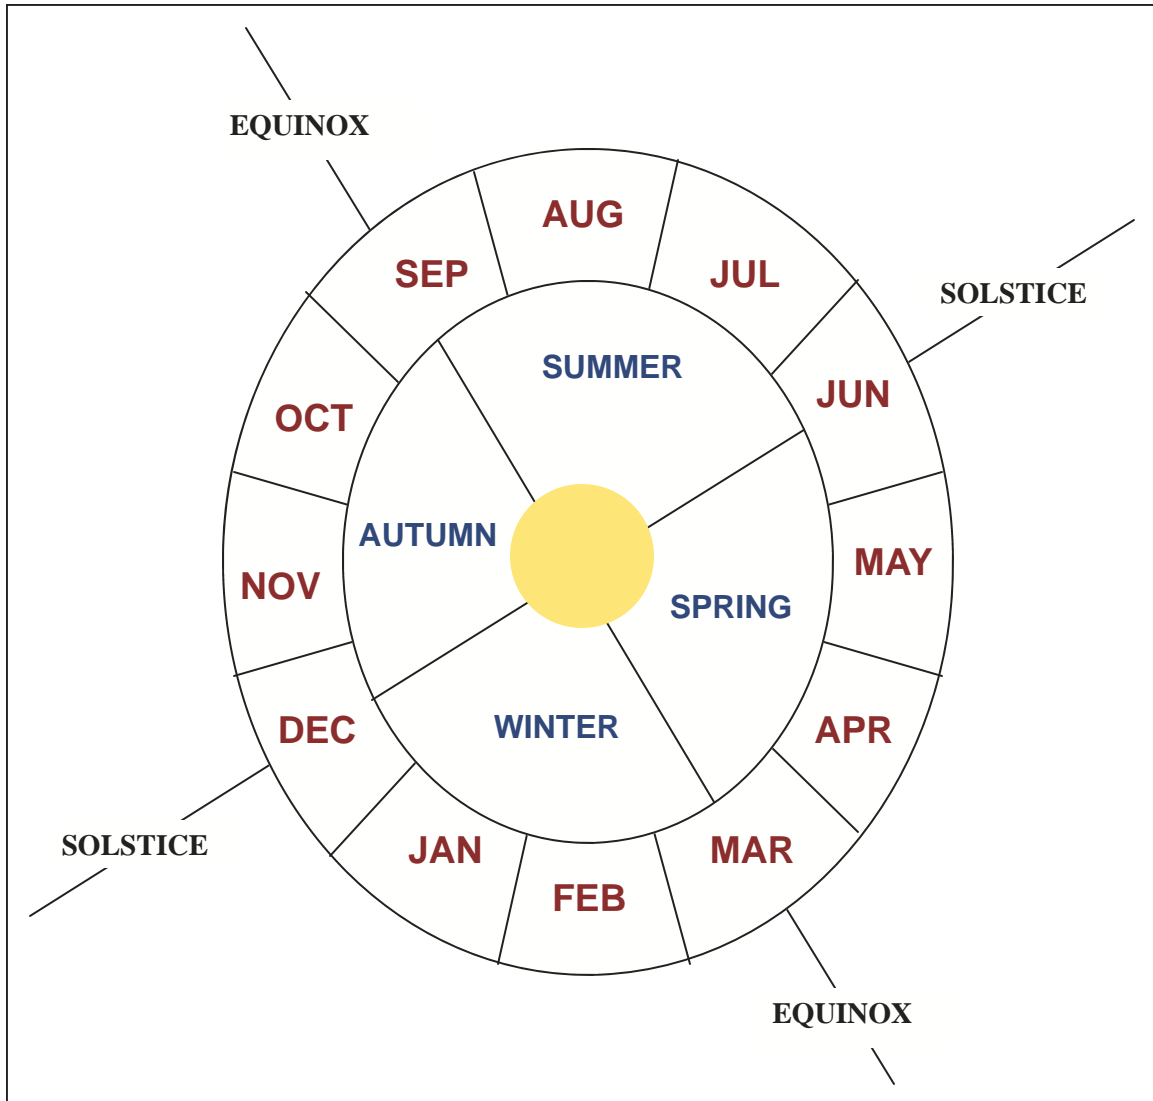 EQUINOX
AUG
SEP
JUL
SOLSTICE
SUMMER
JUN
OCT
AUTUMN
MAY
NOV
SPRING
WINTER
DEC
APR
SOLSTICE
JAN
MAR
FEB
EQUINOX